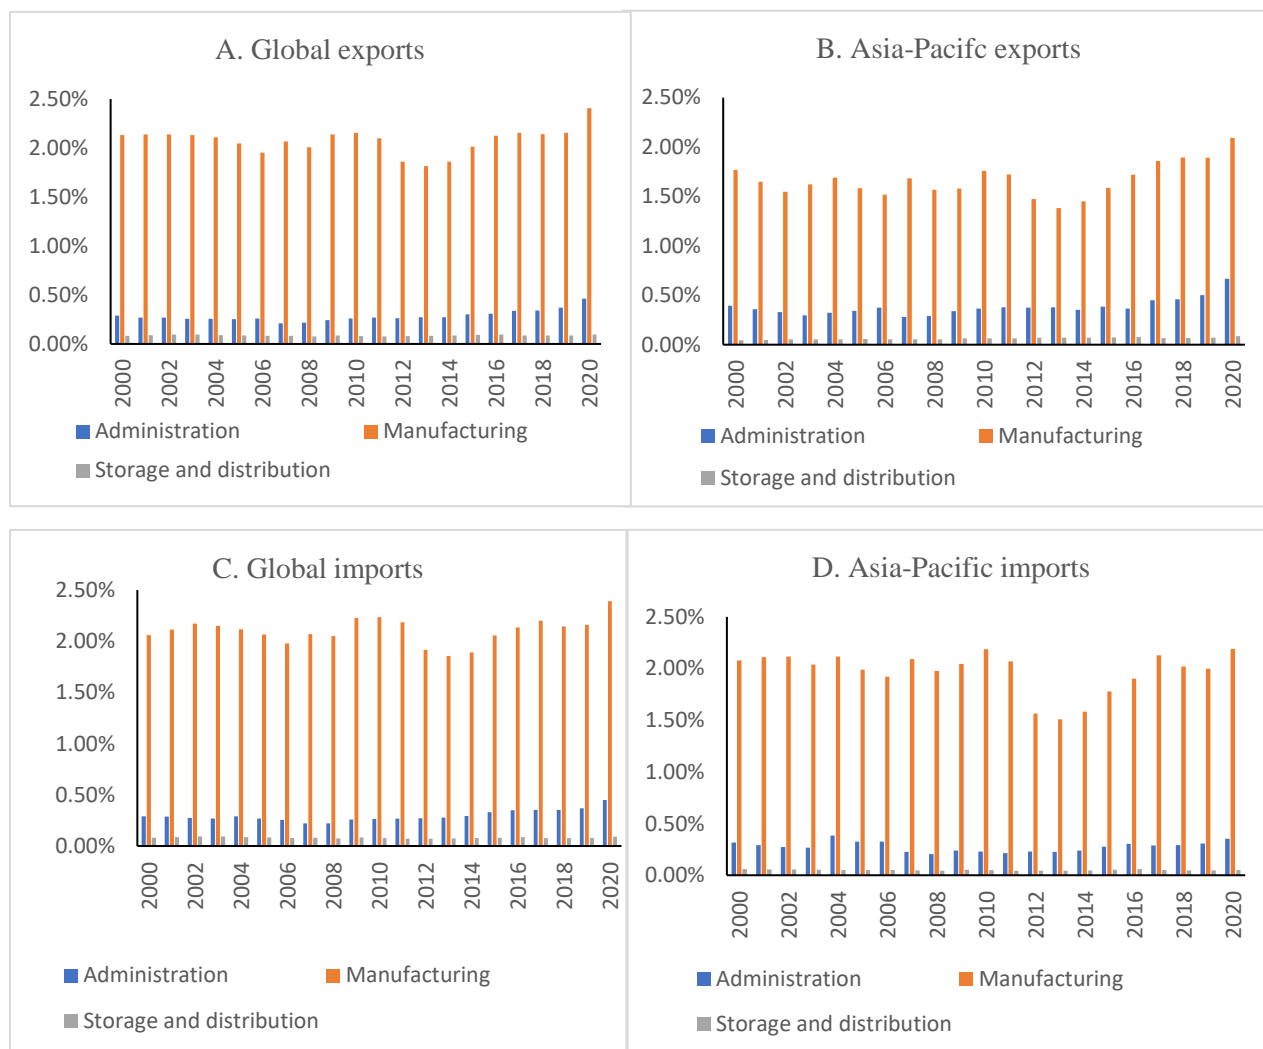 A. Global exports
2.50%
2.00%
1.50%
1.00%
0.50%
0.00%
2000 2002 2004 2006 2008 2010 2012 2014 2016 2018 2020
Administration Manufacturing
Storage and distribution
B. Asia-Pacifc exports
2.50%
2.00%
1.50%
1.00%
0.50%
0.00%
2000 2002 2004 2006 2008 2010 2012 2014 2016 2018 2020
Administration Manufacturing
Storage and distribution
C. Global imports
2.50%
2.00%
1.50%
1.00%
0.50%
0.00%
2000 2002 2004 2006 2008 2010 2012 2014 2016 2018 2020
Administration Manufacturing
Storage and distribution
D. Asia-Pacific imports
2.50%
2.00%
1.50%
1.00%
0.50%
0.00%
2000 2002 2004 2006 2008 2010 2012 2014 2016 2018 2020
Administration Manufacturing
Storage and distribution